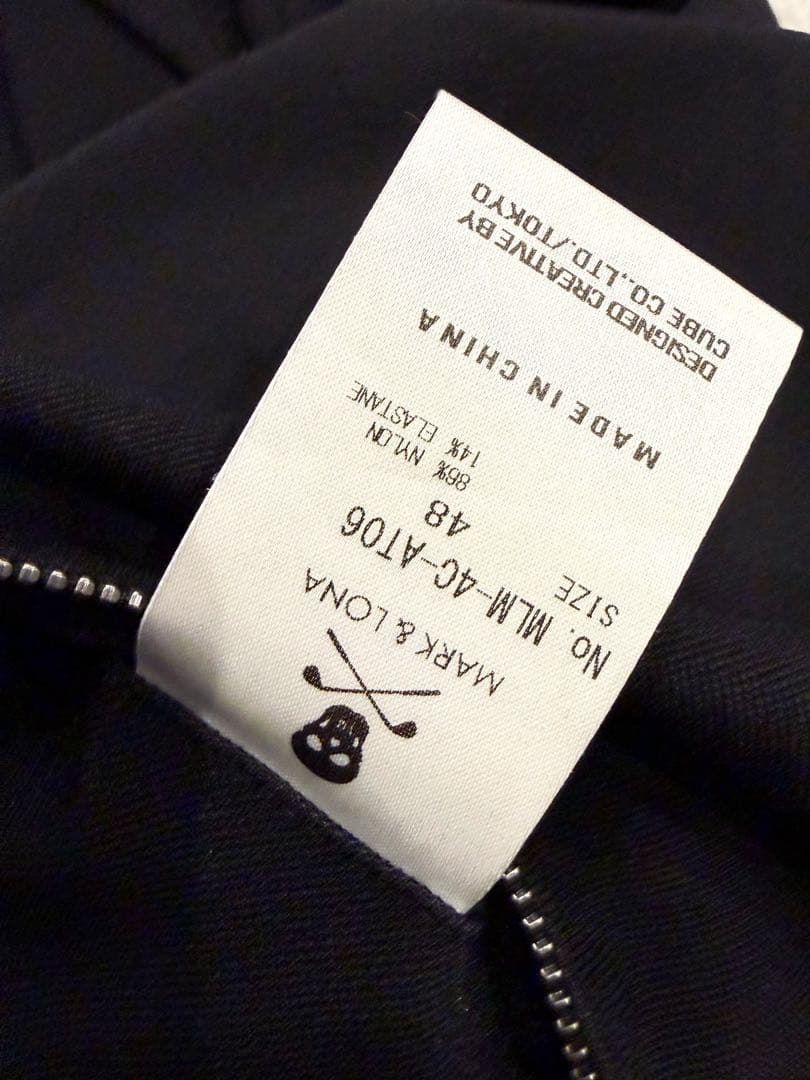 MARK & LONA
No. MLM-4C-AT06
SIZE 48
86% NYLON
14% ELASTANE
MADE IN CHINA
DESIGNED CREATIVE BY
CUBE CO.,LTD./TOKYO